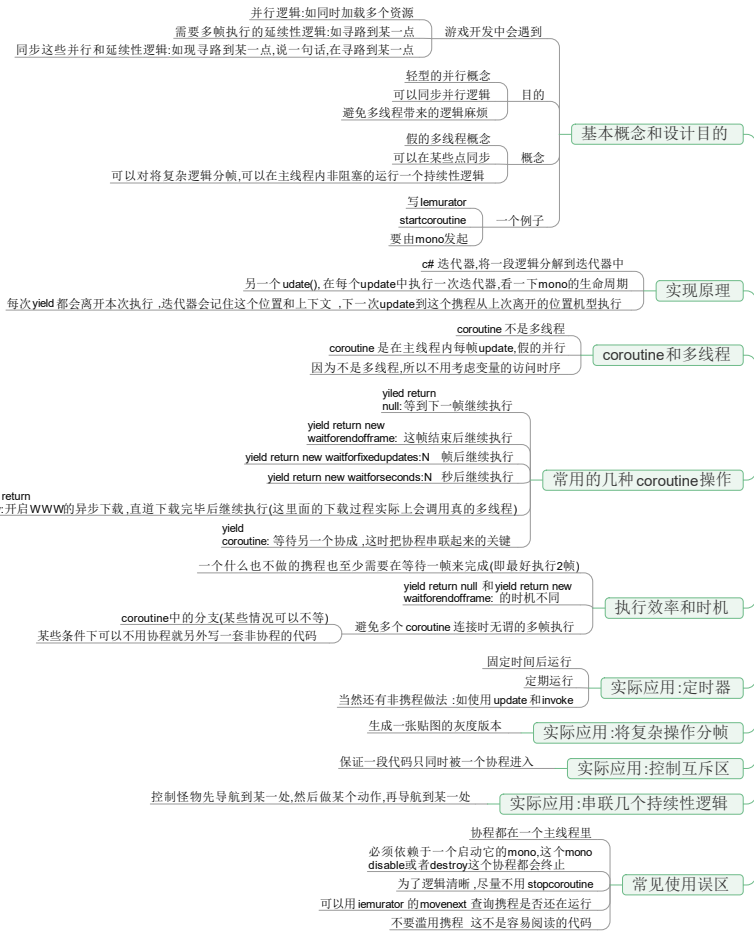 并行逻辑:如同时加载多个资源
需要多帧执行的延续性逻辑:如寻路到某一点
同步这些并行和延续性逻辑:如现寻路到某一点,说一句话,在寻路到某一点
游戏开发中会遇到
轻型的并行概念
可以同步并行逻辑
避免多线程带来的逻辑麻烦
目的
假的多线程概念
可以在某些点同步
可以对将复杂逻辑分帧,可以在主线程内非阻塞的运行一个持续性逻辑
概念
写Iemurator
startcoroutine
要由mono发起
一个例子
基本概念和设计目的
c# 迭代器,将一段逻辑分解到迭代器中
另一个 udate(), 在每个update中执行一次迭代器,看一下mono的生命周期
每次yield 都会离开本次执行 ,迭代器会记住这个位置和上下文 ,下一次update到这个携程从上次离开的位置机型执行
实现原理
coroutine 不是多线程
coroutine 是在主线程内每帧update,假的并行
因为不是多线程,所以不用考虑变量的访问时序
coroutine和多线程
yiled return
null: 等到下一帧继续执行
yield return new
waitforendofframe: 这帧结束后继续执行
yield return new waitforfixedupdates:N 帧后继续执行
yield return new waitforseconds:N 秒后继续执行
return
:开启WWW的异步下载,直道下载完毕后继续执行(这里面的下载过程实际上会调用真的多线程)
yield
coroutine: 等待另一个协成 ,这时把协程串联起来的关键
常用的几种coroutine操作
一个什么也不做的携程也至少需要在等待一帧来完成(即最好执行2帧)
yield return null 和yield return new
waitforendofframe: 的时机不同
coroutine中的分支(某些情况可以不等)
某些条件下可以不用协程就另外写一套非协程的代码
避免多个 coroutine 连接时无谓的多帧执行
执行效率和时机
固定时间后运行
定期运行
当然还有非携程做法 :如使用 update 和invoke
实际应用:定时器
生成一张贴图的灰度版本
实际应用:将复杂操作分帧
保证一段代码只同时被一个协程进入
实际应用:控制互斥区
控制怪物先导航到某一处,然后做某个动作,再导航到某一处
实际应用:串联几个持续性逻辑
协程都在一个主线程里
必须依赖于一个启动它的mono,这个mono
disable或者destroy这个协程都会终止
为了逻辑清晰 ,尽量不用 stopcoroutine
可以用 iemurator 的movenext 查询携程是否还在运行
不要滥用携程 这不是容易阅读的代码
常见使用误区